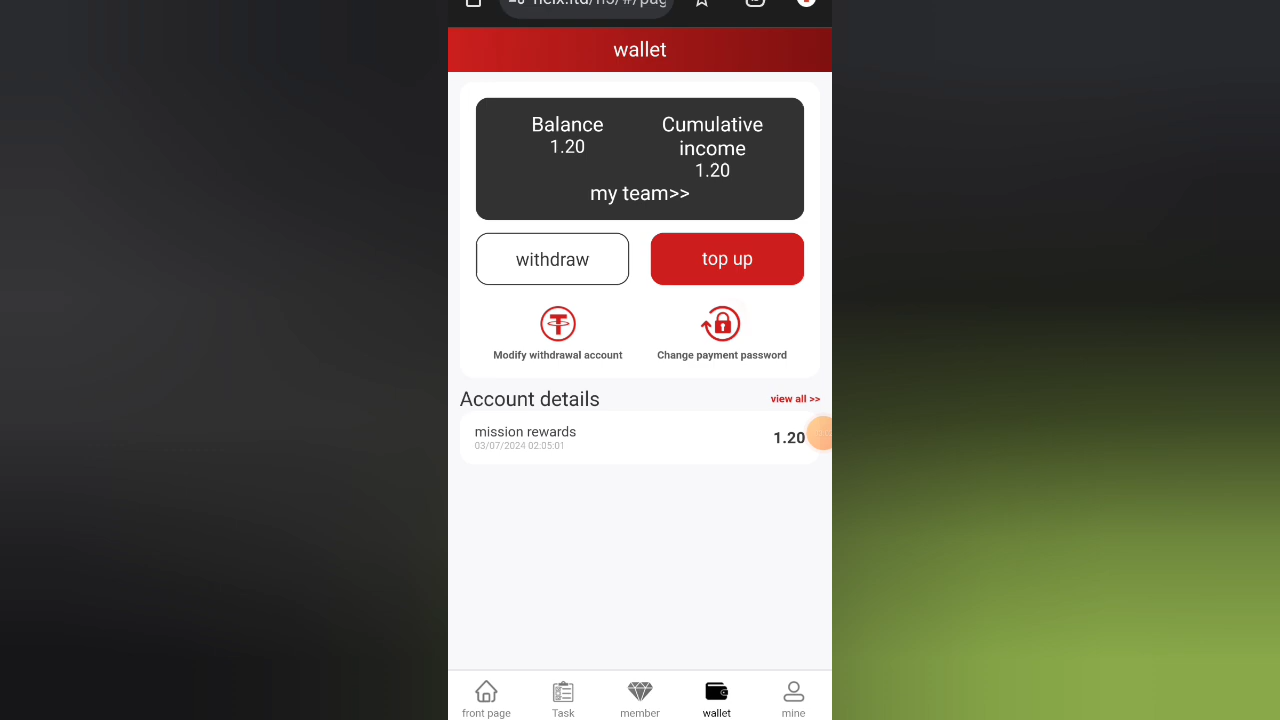 wallet
Balance
1.20
Cumulative
income
1.20
my team>>
withdraw
top up
Modify withdrawal account
Change payment password
Account details
view all >>
mission rewards
03/07/2024 02:05:01
1.20
front page
Task
member
wallet
mine